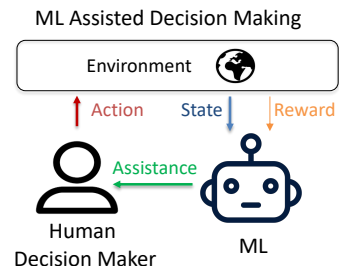 ML Assisted Decision Making
Environment
Action State Reward
Assistance
Human
Decision Maker
ML